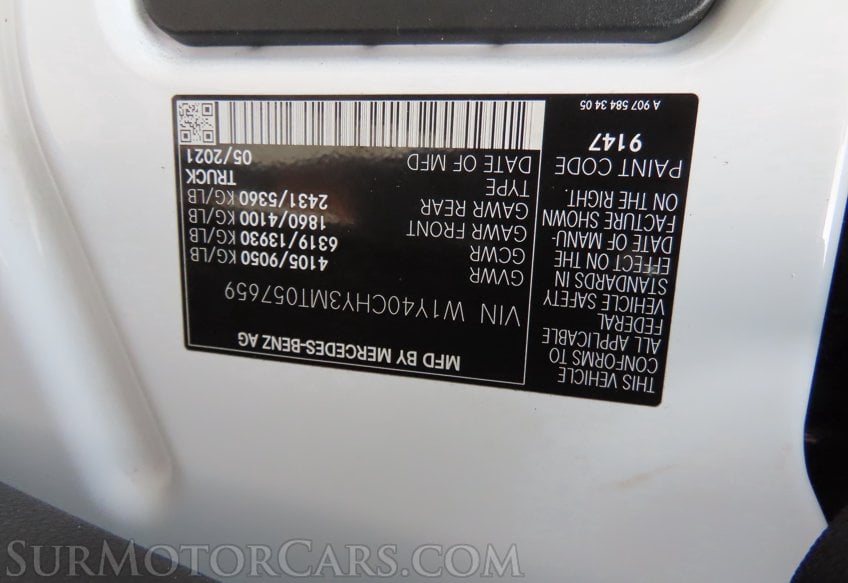 MFD BY MERCEDES-BENZ AG
VIN W1Y40CHY3MT057659
GVWR 4105/9050 KG/LB
GCWR 6319/13930 KG/LB
GAWR FRONT 1860/4100 KG/LB
GAWR REAR 2431/5360 KG/LB
TYPE TRUCK
DATE OF MFD 05/2021
THIS VEHICLE
CONFORMS TO
ALL APPLICABLE
FEDERAL
VEHICLE SAFETY
STANDARDS IN
EFFECT ON THE
DATE OF MANU-
FACTURE SHOWN
ON THE RIGHT.
PAINT CODE
9147
A 907 584 34 05
SURMOTORCARS.COM